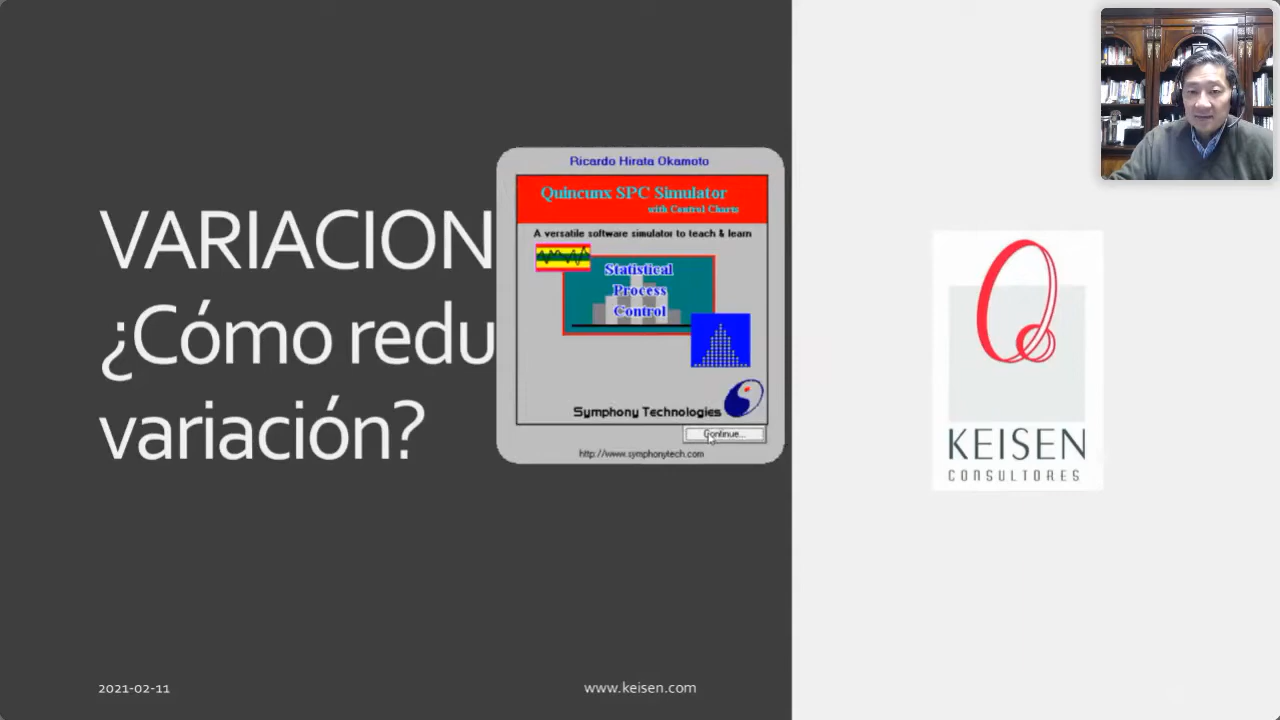 VARIACION
¿Cómo redu
variación?
Ricardo Hirata Okamoto
Quincunx SPC Simulator
with Control Charts
A versatile software simulator to teach & learn
Statistical
Process
Control
Symphony Technologies
Continue...
http://www.symphonytech.com
KEISEN
CONSULTORES
2021-02-11
www.keisen.com